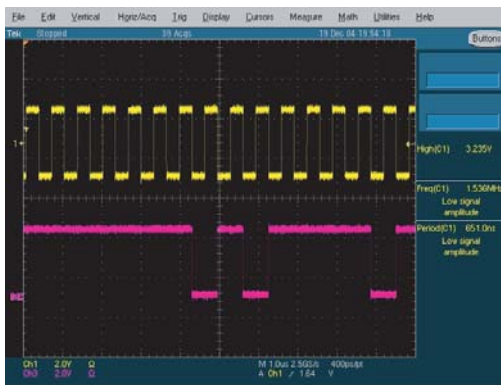 File Edit Vertical Horiz/Acq Trig Display Cursors Measure Math Utilities Help
Tek Stopped 39 Acqs 19 Dec 04 19:54:18
Buttons
High(C1) 3.235V
Freq(C1) 1.536MHz
Low signal
amplitude
Period(C1) 651.0ns
Low signal
amplitude
1
Ch1 2.0V Ω
Ch3 2.0V Ω
M 1.0us 2.5GS/s 400ps/pt
A Ch1 / 1.64 V